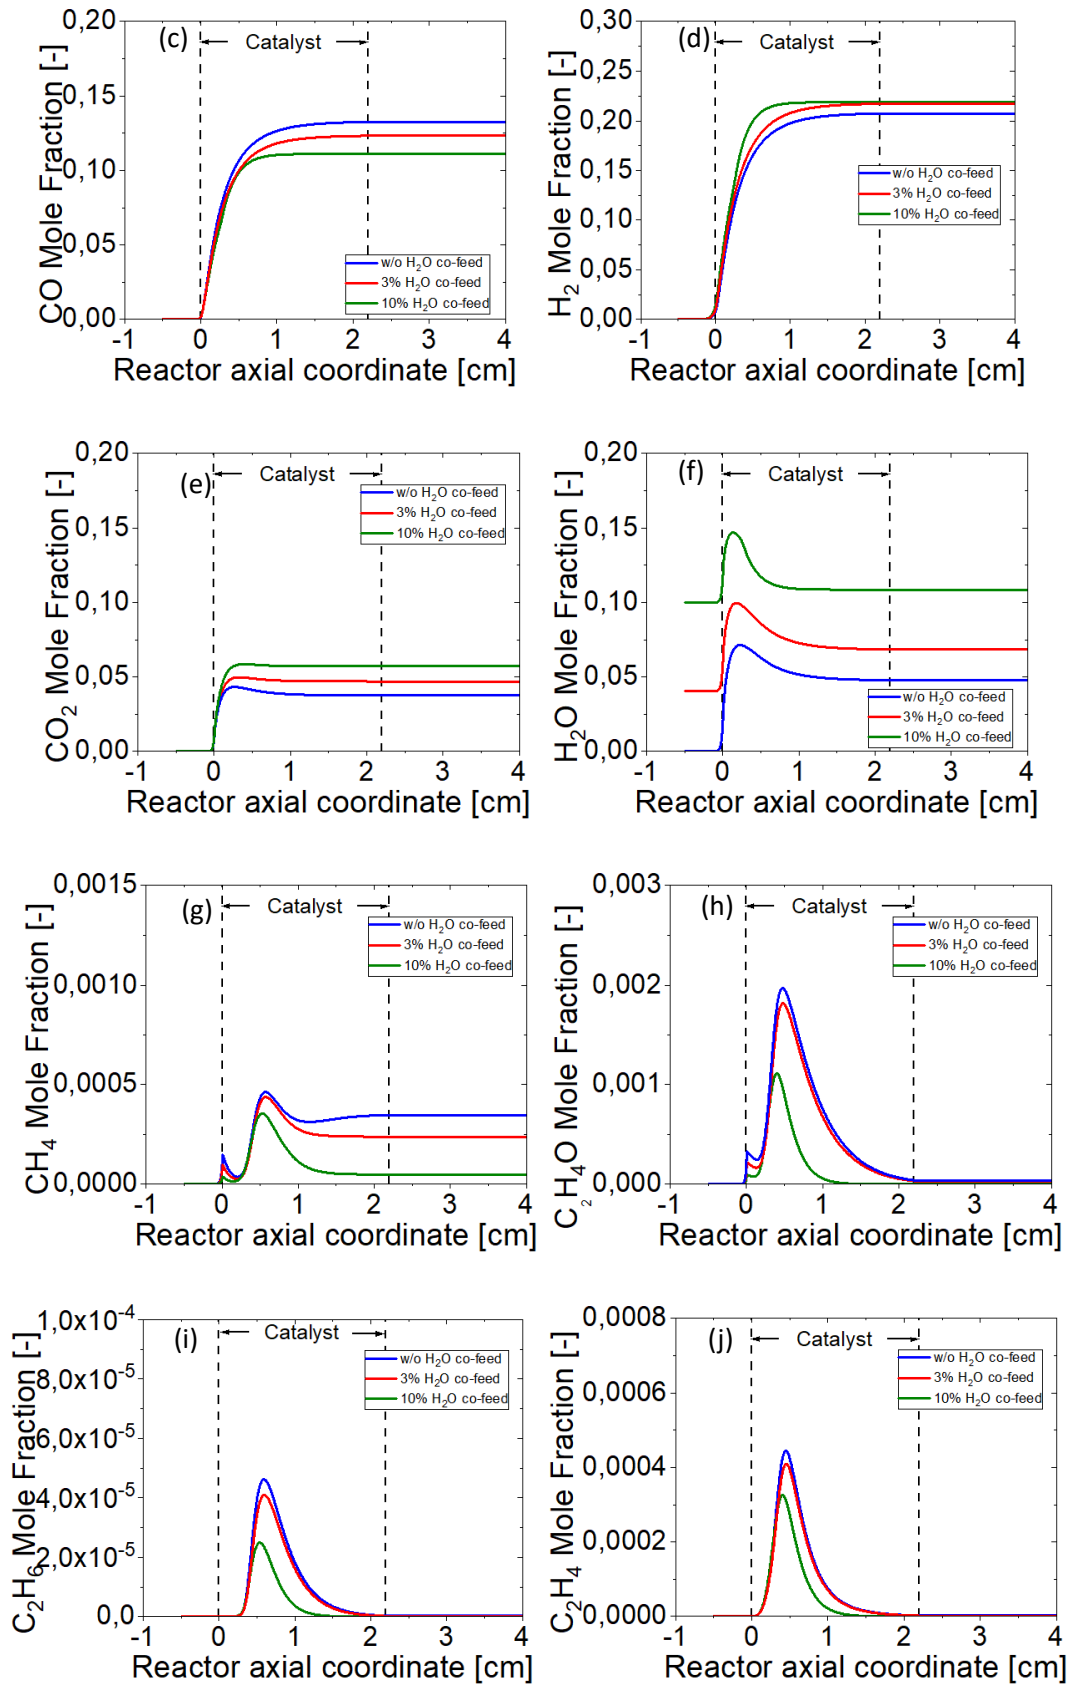 (c)
Catalyst
CO Mole Fraction [-]
0,20
0,15
0,10
0,05
0,00
w/o H₂O co-feed
3% H₂O co-feed
10% H₂O co-feed
-1 0 1 2 3 4
Reactor axial coordinate [cm]
(d)
Catalyst
H₂ Mole Fraction [-]
0,30
0,25
0,20
0,15
0,10
0,05
0,00
w/o H₂O co-feed
3% H₂O co-feed
10% H₂O co-feed
-1 0 1 2 3 4
Reactor axial coordinate [cm]
(e)
Catalyst
CO₂ Mole Fraction [-]
0,20
0,15
0,10
0,05
0,00
w/o H₂O co-feed
3% H₂O co-feed
10% H₂O co-feed
-1 0 1 2 3 4
Reactor axial coordinate [cm]
(f)
Catalyst
H₂O Mole Fraction [-]
0,20
0,15
0,10
0,05
0,00
w/o H₂O co-feed
3% H₂O co-feed
10% H₂O co-feed
-1 0 1 2 3 4
Reactor axial coordinate [cm]
(g)
Catalyst
CH₄ Mole Fraction [-]
0,0015
0,0010
0,0005
0,0000
w/o H₂O co-feed
3% H₂O co-feed
10% H₂O co-feed
-1 0 1 2 3 4
Reactor axial coordinate [cm]
(h)
Catalyst
C₂H₄O Mole Fraction [-]
0,003
0,002
0,001
0,000
w/o H₂O co-feed
3% H₂O co-feed
10% H₂O co-feed
-1 0 1 2 3 4
Reactor axial coordinate [cm]
(i)
Catalyst
C₂H₆ Mole Fraction [-]
1,0x10⁻⁴
8,0x10⁻⁵
6,0x10⁻⁵
4,0x10⁻⁵
2,0x10⁻⁵
0,0
w/o H₂O co-feed
3% H₂O co-feed
10% H₂O co-feed
-1 0 1 2 3 4
Reactor axial coordinate [cm]
(j)
Catalyst
C₂H₄ Mole Fraction [-]
0,0008
0,0006
0,0004
0,0002
0,0000
w/o H₂O co-feed
3% H₂O co-feed
10% H₂O co-feed
-1 0 1 2 3 4
Reactor axial coordinate [cm]